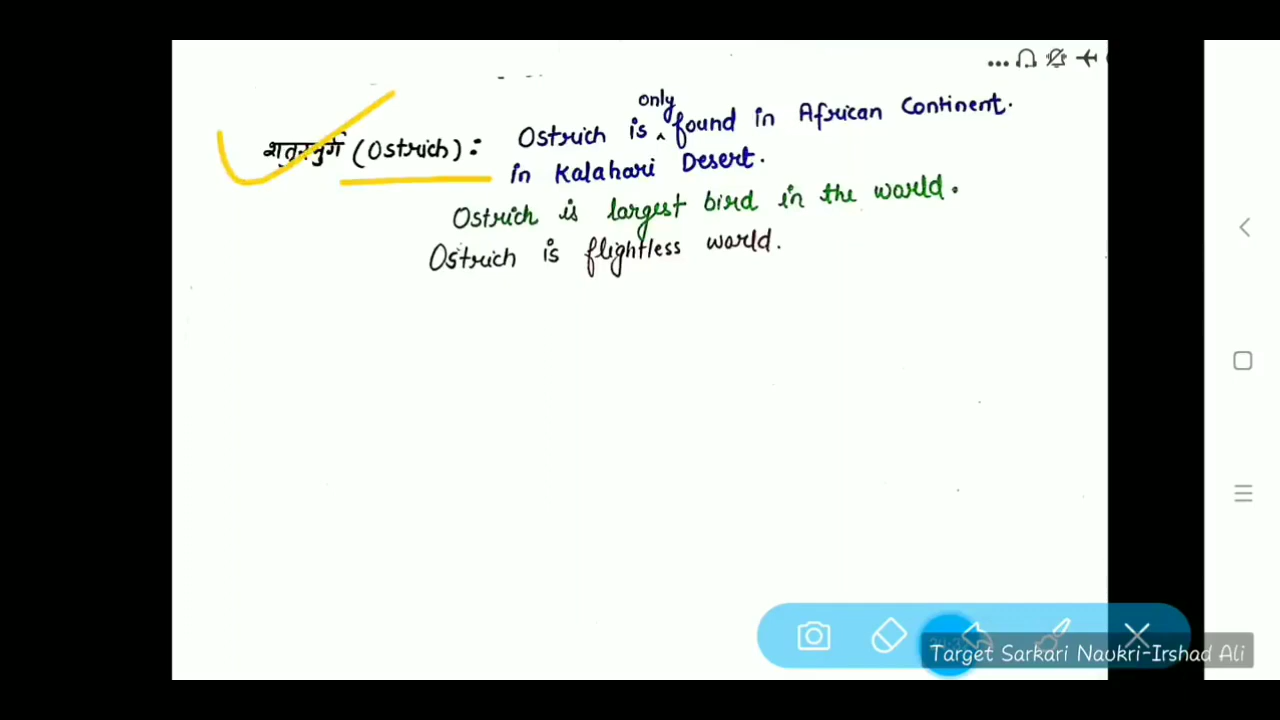 शतुरमुर्ग (Ostrich) : Ostrich is only found in African Continent.
in Kalahari Desert.
Ostrich is largest bird in the world.
Ostrich is flightless world.
Target Sarkari Naukri-Irshad Ali